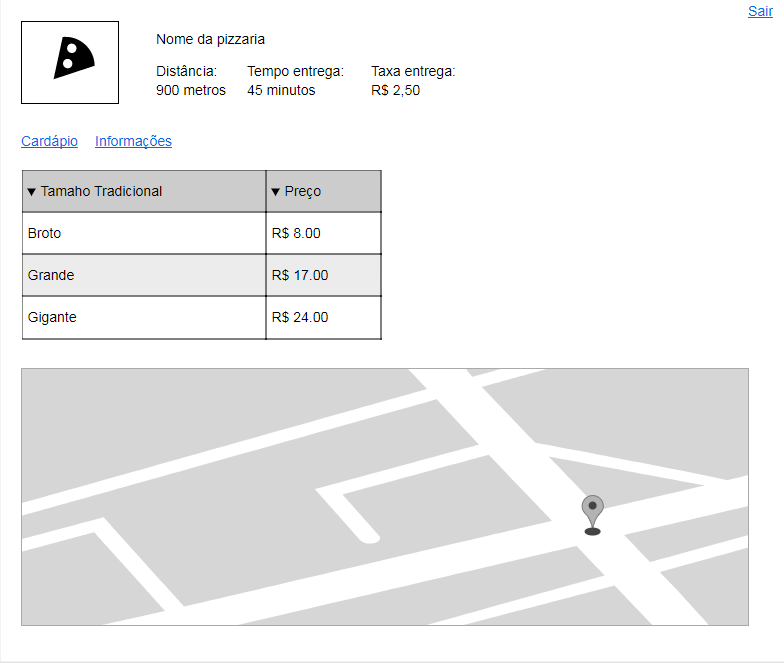 Sair
Nome da pizzaria
Distância: Tempo entrega: Taxa entrega:
900 metros 45 minutos R$ 2,50
Cardápio Informações
▼ Tamaho Tradicional ▼ Preço
Broto R$ 8.00
Grande R$ 17.00
Gigante R$ 24.00